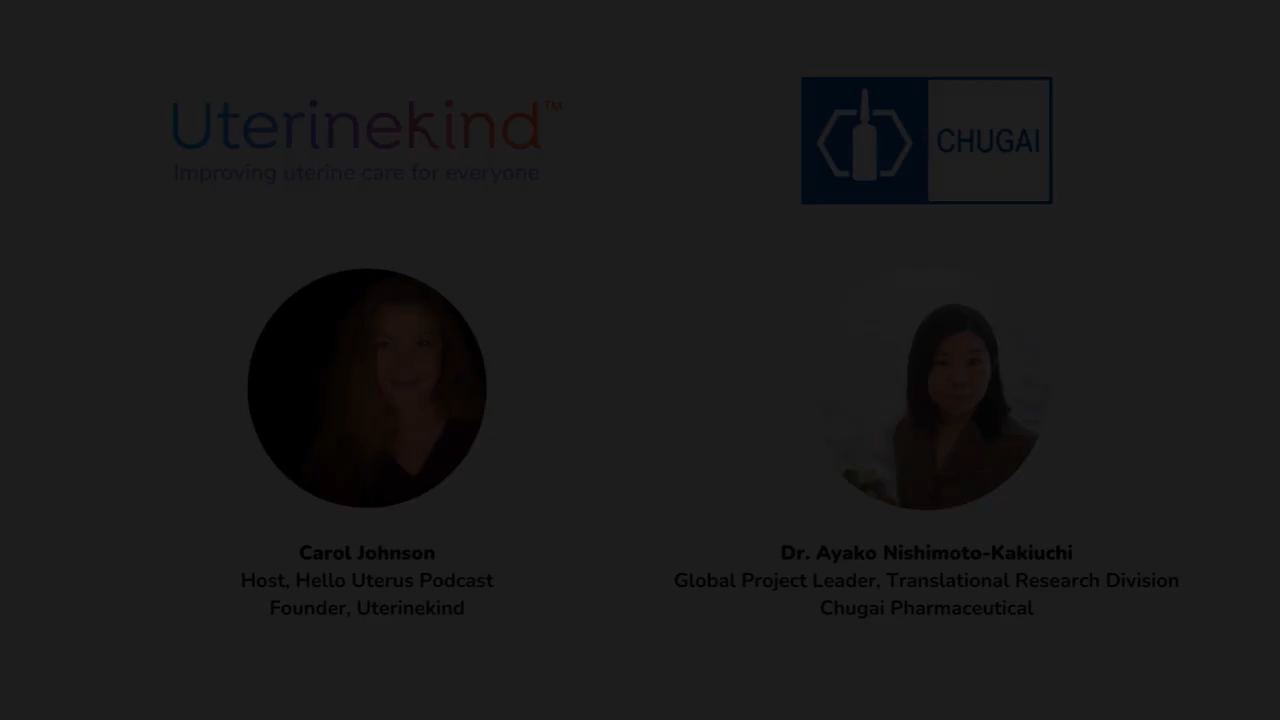 Uterinekind™
Improving uterine care for everyone
CHUGAI
Carol Johnson
Host, Hello Uterus Podcast
Founder, Uterinekind
Dr. Ayako Nishimoto-Kakiuchi
Global Project Leader, Translational Research Division
Chugai Pharmaceutical